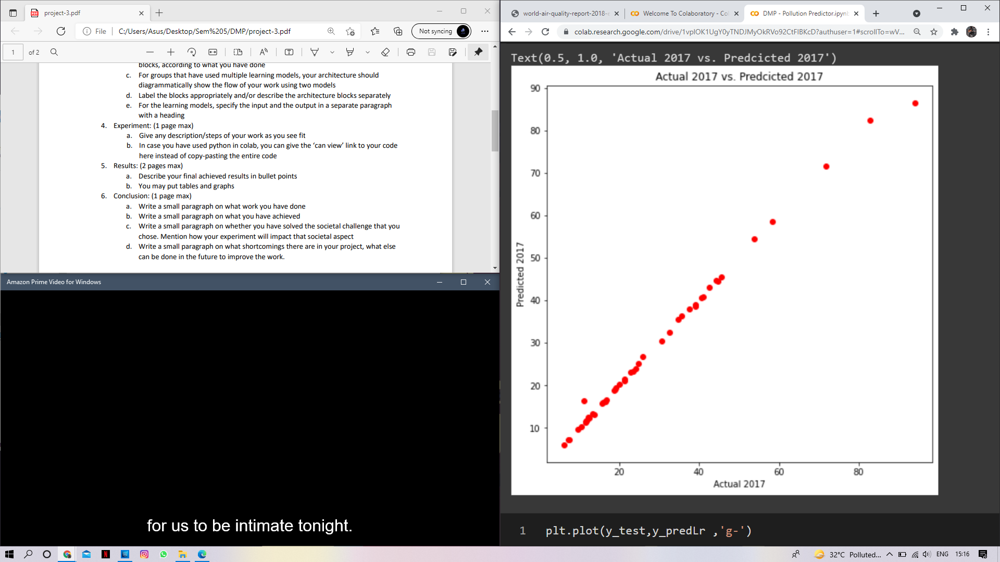 project-3.pdf
File
C:/Users/Asus/Desktop/Sem%205/DMP/project-3.pdf
Not syncing
1
of 2
blocks, according to what you have done
c. For groups that have used multiple learning models, your architecture should
diagrammatically show the flow of your work using two models
d. Label the blocks appropriately and/or describe the architecture blocks separately
e. For the learning models, specify the input and the output in a separate paragraph
with a heading
4. Experiment: (1 page max)
a. Give any description/steps of your work as you see fit
b. In case you have used python in colab, you can give the ‘can view’ link to your code
here instead of copy-pasting the entire code
5. Results: (2 pages max)
a. Describe your final achieved results in bullet points
b. You may put tables and graphs
6. Conclusion: (1 page max)
a. Write a small paragraph on what work you have done
b. Write a small paragraph on what you have achieved
c. Write a small paragraph on whether you have solved the societal challenge that you
chose. Mention how your experiment will impact that societal aspect
d. Write a small paragraph on what shortcomings there are in your project, what else
can be done in the future to improve the work.
Amazon Prime Video for Windows
for us to be intimate tonight.
world-air-quality-report-2018-e
Welcome To Colaboratory - Col
DMP - Pollution Predictor.ipynb
colab.research.google.com/drive/1vplOK1UgY0yTNDJMyOkRVo92CtFlBKcD?authuser=1#scrollTo=wV...
Text(0.5, 1.0, 'Actual 2017 vs. Predcicted 2017')
Actual 2017 vs. Predcicted 2017
90
80
70
60
50
40
30
20
10
Predicted 2017
20 40 60 80
Actual 2017
1 plt.plot(y_test,y_predLr ,'g-')
32°C Polluted...
ENG
15:16